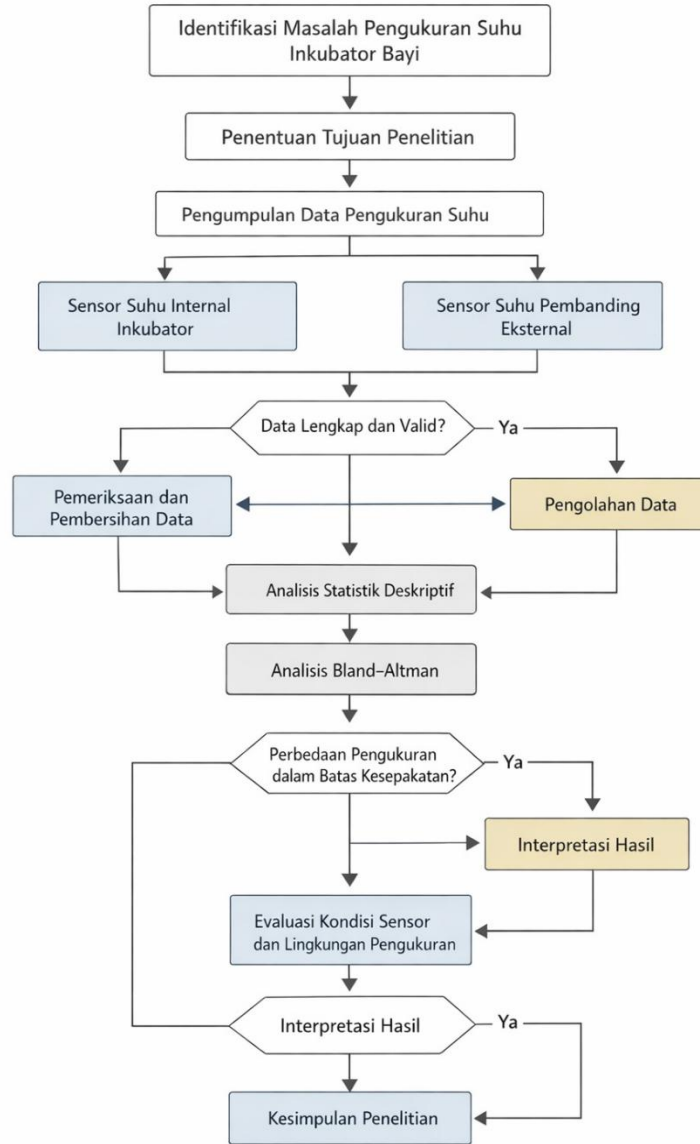 Identifikasi Masalah Pengukuran Suhu
Inkubator Bayi
Penentuan Tujuan Penelitian
Pengumpulan Data Pengukuran Suhu
Sensor Suhu Internal
Inkubator
Sensor Suhu Pembanding
Eksternal
Data Lengkap dan Valid?
Ya
Pemeriksaan dan
Pembersihan Data
Pengolahan Data
Analisis Statistik Deskriptif
Analisis Bland–Altman
Perbedaan Pengukuran
dalam Batas Kesepakatan?
Ya
Interpretasi Hasil
Evaluasi Kondisi Sensor
dan Lingkungan Pengukuran
Interpretasi Hasil
Ya
Kesimpulan Penelitian